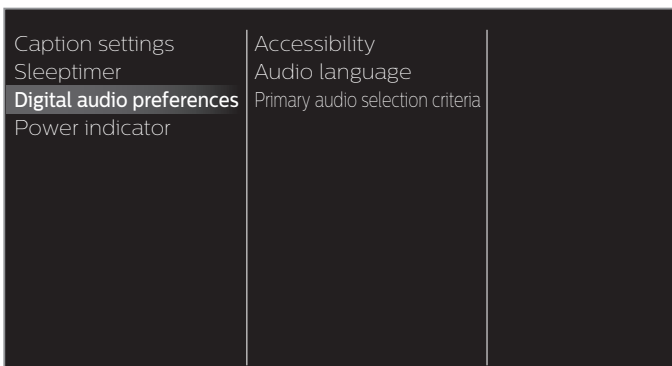 Caption settings
Sleeptimer
Digital audio preferences
Power indicator
Accessibility
Audio language
Primary audio selection criteria